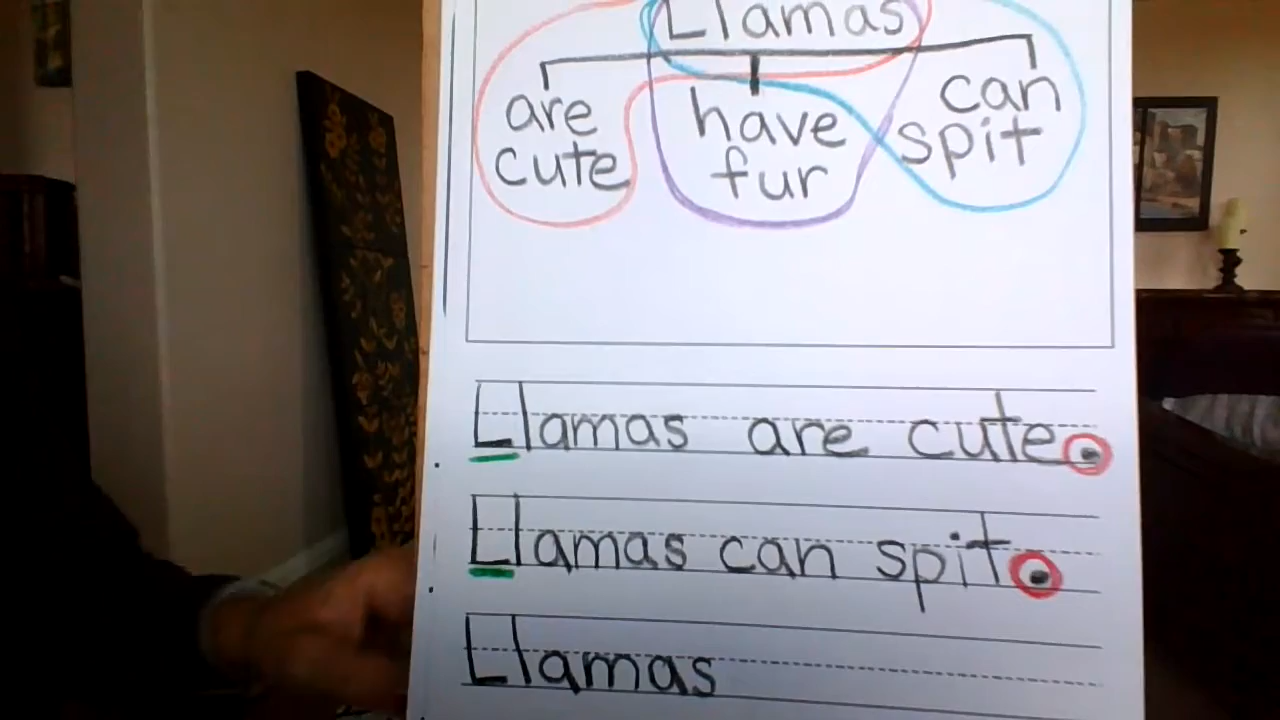 Llamas
are cute
have fur
can spit
Llamas are cute.
Llamas can spit.
Llamas